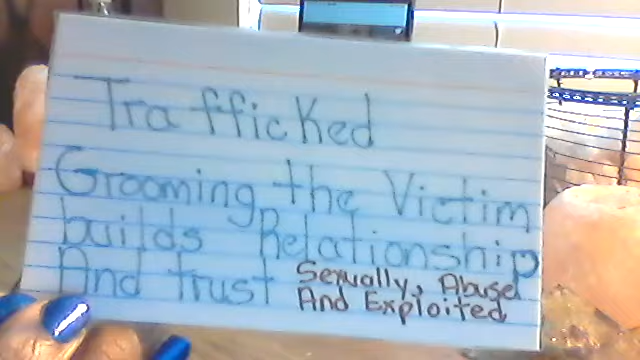 Trafficked
Grooming the Victim
builds Relationship
And trust Sexually, Abused
And Exploited